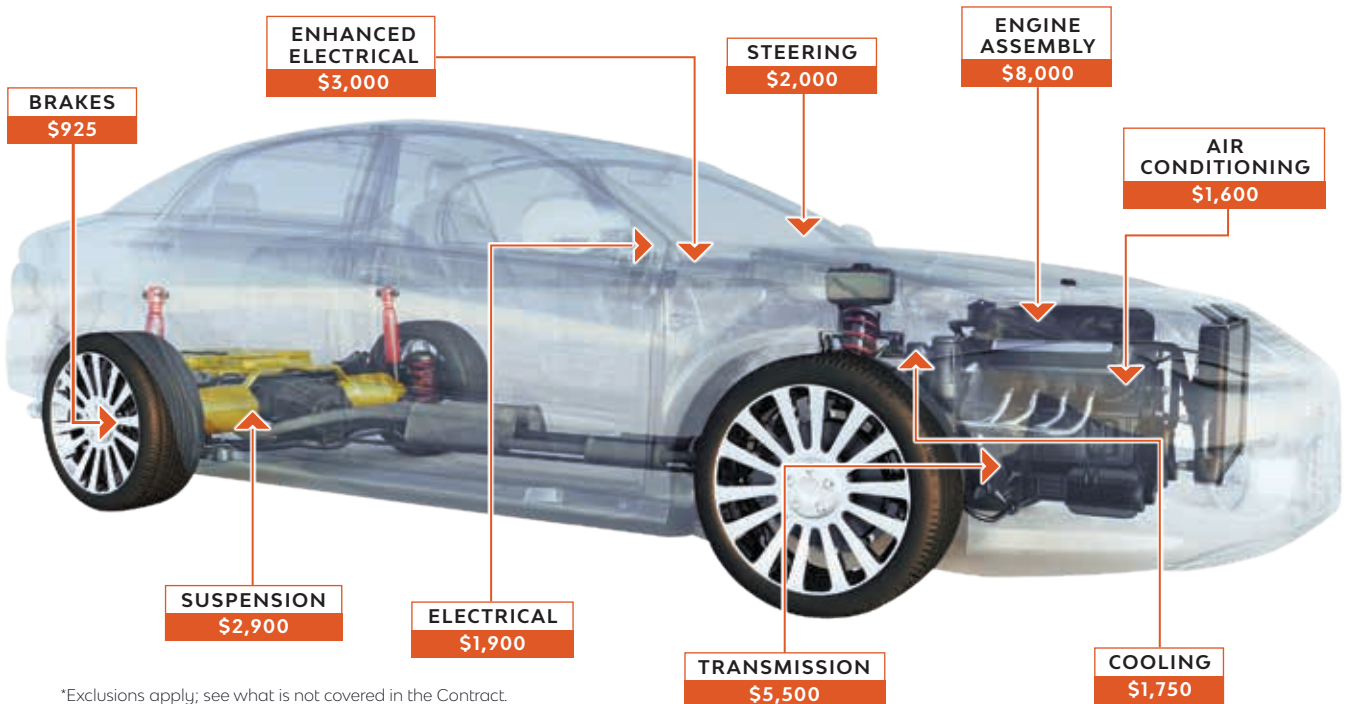 ENHANCED
ELECTRICAL
$3,000
STEERING
$2,000
ENGINE
ASSEMBLY
$8,000
BRAKES
$925
AIR
CONDITIONING
$1,600
SUSPENSION
$2,900
ELECTRICAL
$1,900
TRANSMISSION
$5,500
COOLING
$1,750
*Exclusions apply; see what is not covered in the Contract.